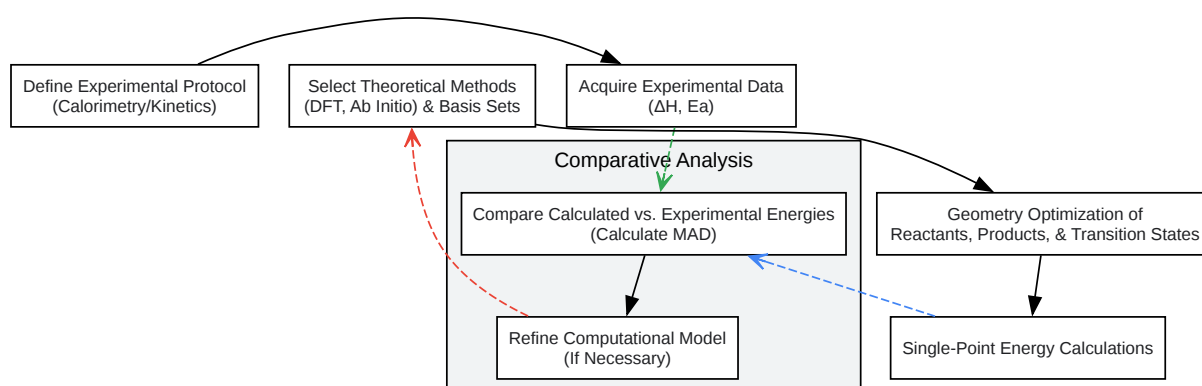 Define Experimental Protocol
(Calorimetry/Kinetics)
Select Theoretical Methods
(DFT, Ab Initio) & Basis Sets
Acquire Experimental Data
(ΔH, Ea)
Comparative Analysis
Compare Calculated vs. Experimental Energies
(Calculate MAD)
Geometry Optimization of
Reactants, Products, & Transition States
Refine Computational Model
(If Necessary)
Single-Point Energy Calculations